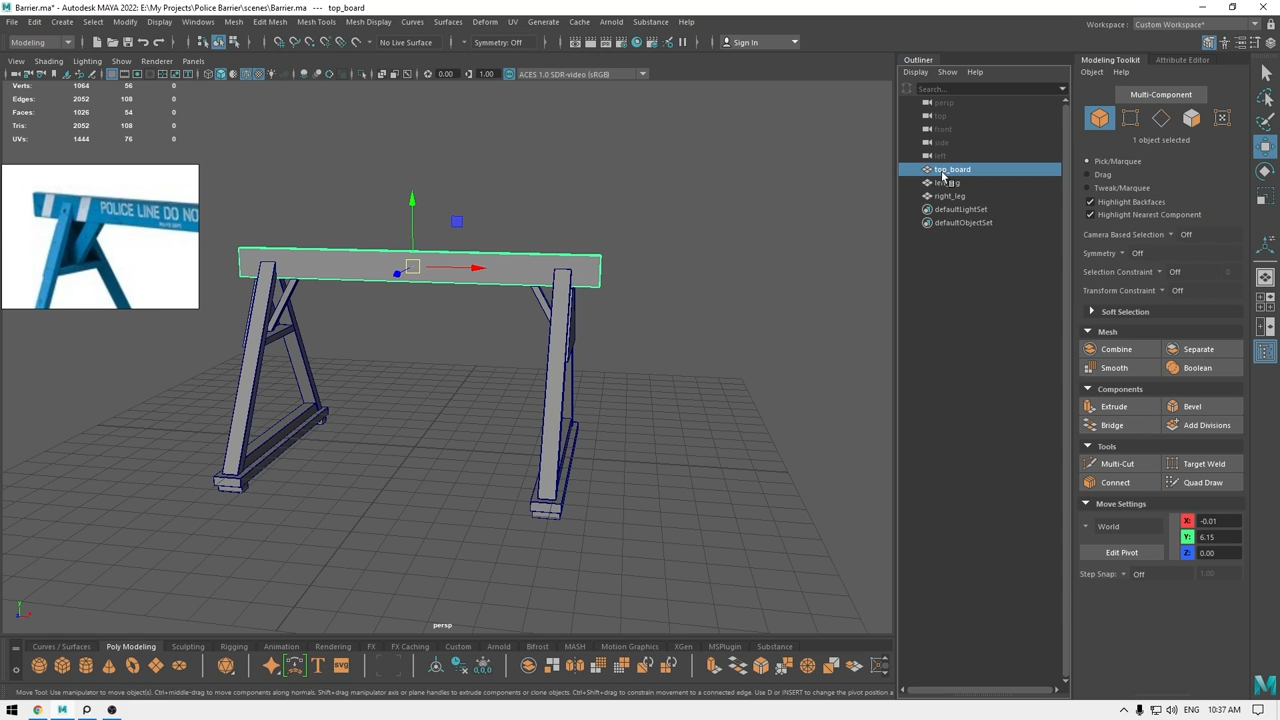 Barrier.ma* - Autodesk MAYA 2022: E:\My Projects\Police Barrier\scenes\Barrier.ma --- top_board
File Edit Create Select Modify Display Windows Mesh Edit Mesh Mesh Tools Mesh Display Curves Surfaces Deform UV Generate Cache Arnold Substance Help
Workspace : Custom Workspace*
Modeling No Live Surface Symmetry: Off Sign In
View Shading Lighting Show Renderer Panels
0.00 1.00 ACES 1.0 SDR-video (sRGB)
Verts: 1064 56 0
Edges: 2052 108 0
Faces: 1026 54 0
Tris: 2052 108 0
UVs: 1444 76 0
POLICE LINE DO NO
persp
Outliner
Display Show Help
Search...
persp
top
front
side
left
top_board
right_leg
defaultLightSet
defaultObjectSet
Modeling Toolkit Attribute Editor
Object Help
Multi-Component
1 object selected
Pick/Marquee
Drag
Tweak/Marquee
Highlight Backfaces
Highlight Nearest Component
Camera Based Selection Off
Symmetry Off
Selection Constraint Off 0
Transform Constraint Off
Soft Selection
Mesh
Combine Separate
Smooth Boolean
Components
Extrude Bevel
Bridge Add Divisions
Tools
Multi-Cut Target Weld
Connect Quad Draw
Move Settings
World X: -0.01
Y: 6.15
Edit Pivot Z: 0.00
Step Snap: Off 1.00
Curves / Surfaces Poly Modeling Sculpting Rigging Animation Rendering FX FX Caching Custom Arnold Bifrost MASH Motion Graphics XGen MSPlugin Substance
Move Tool: Use manipulator to move object(s). Ctrl+middle-drag to move components along normals. Shift+drag manipulator axis or plane handles to extrude components or clone objects. Ctrl+Shift+drag to constrain movement to a connected edge. Use D or INSERT to change the pivot position a
ENG 10:37 AM